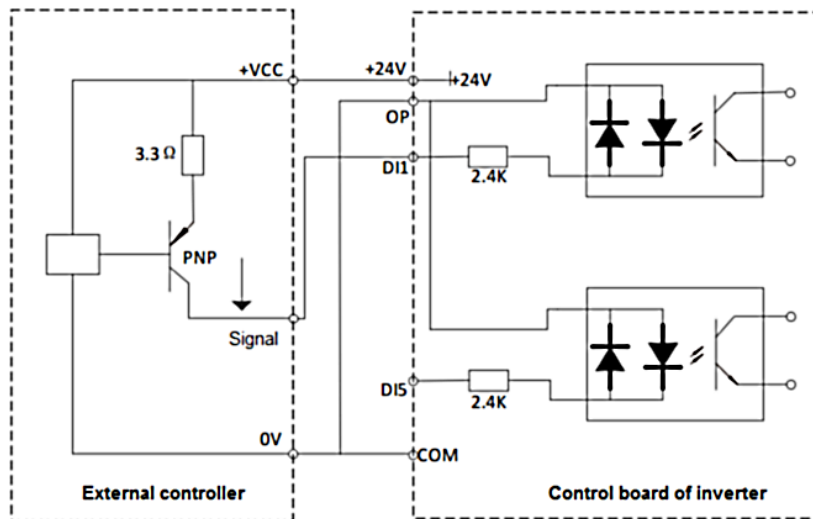 +VCC
+24V
+24V
OP
3.3 Ω
DI1
2.4K
PNP
Signal
DI5
2.4K
0V
COM
External controller
Control board of inverter